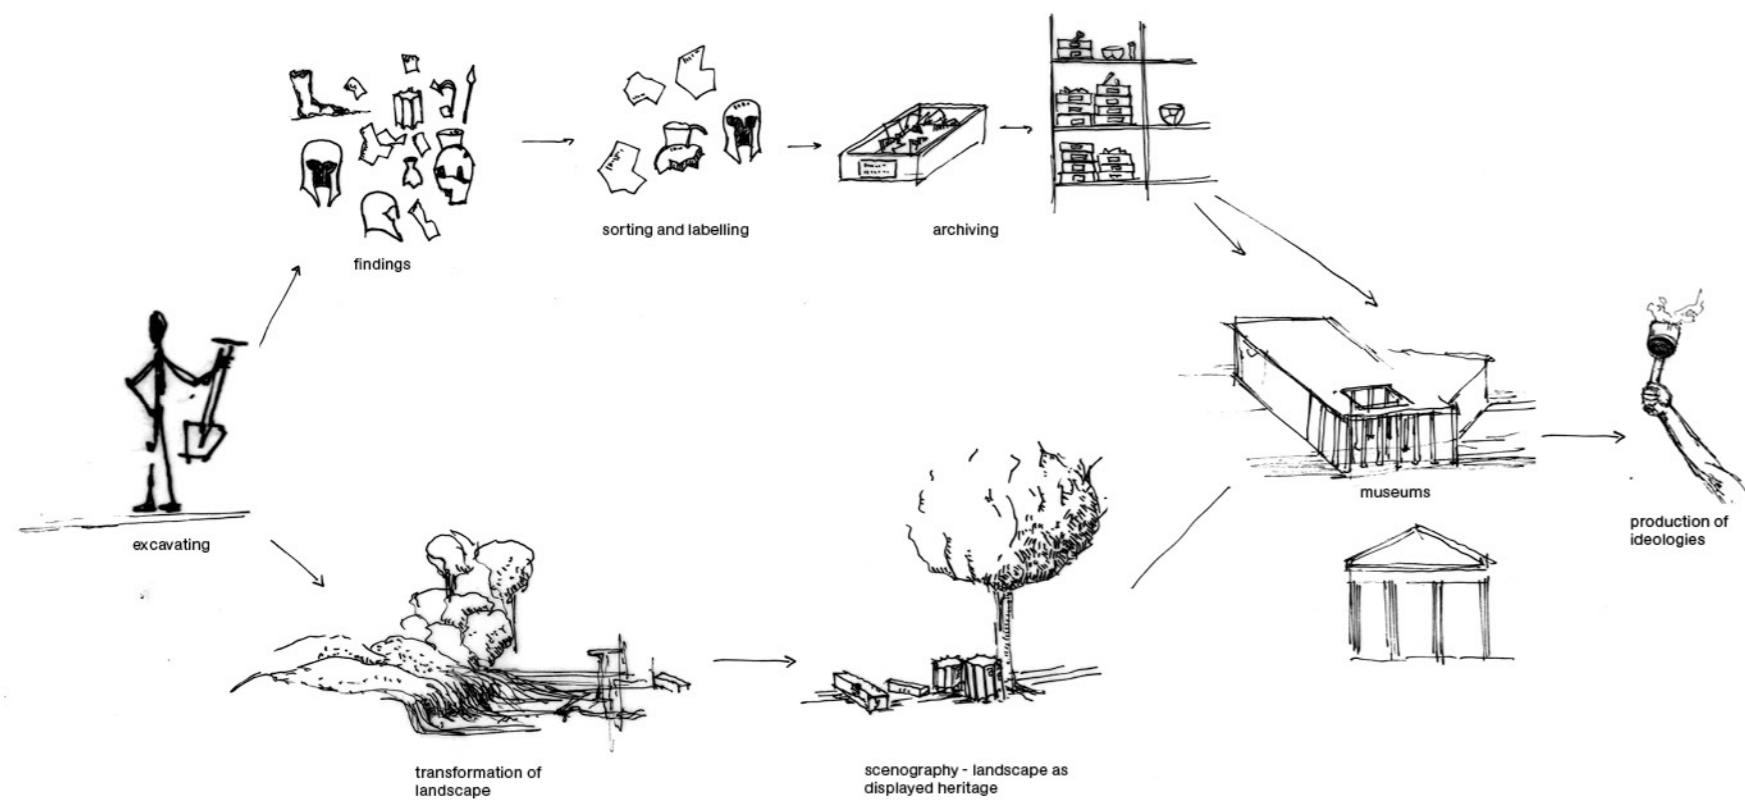 findings
sorting and labelling
archiving
excavating
museums
production of
ideologies
transformation of
landscape
scenography - landscape as
displayed heritage